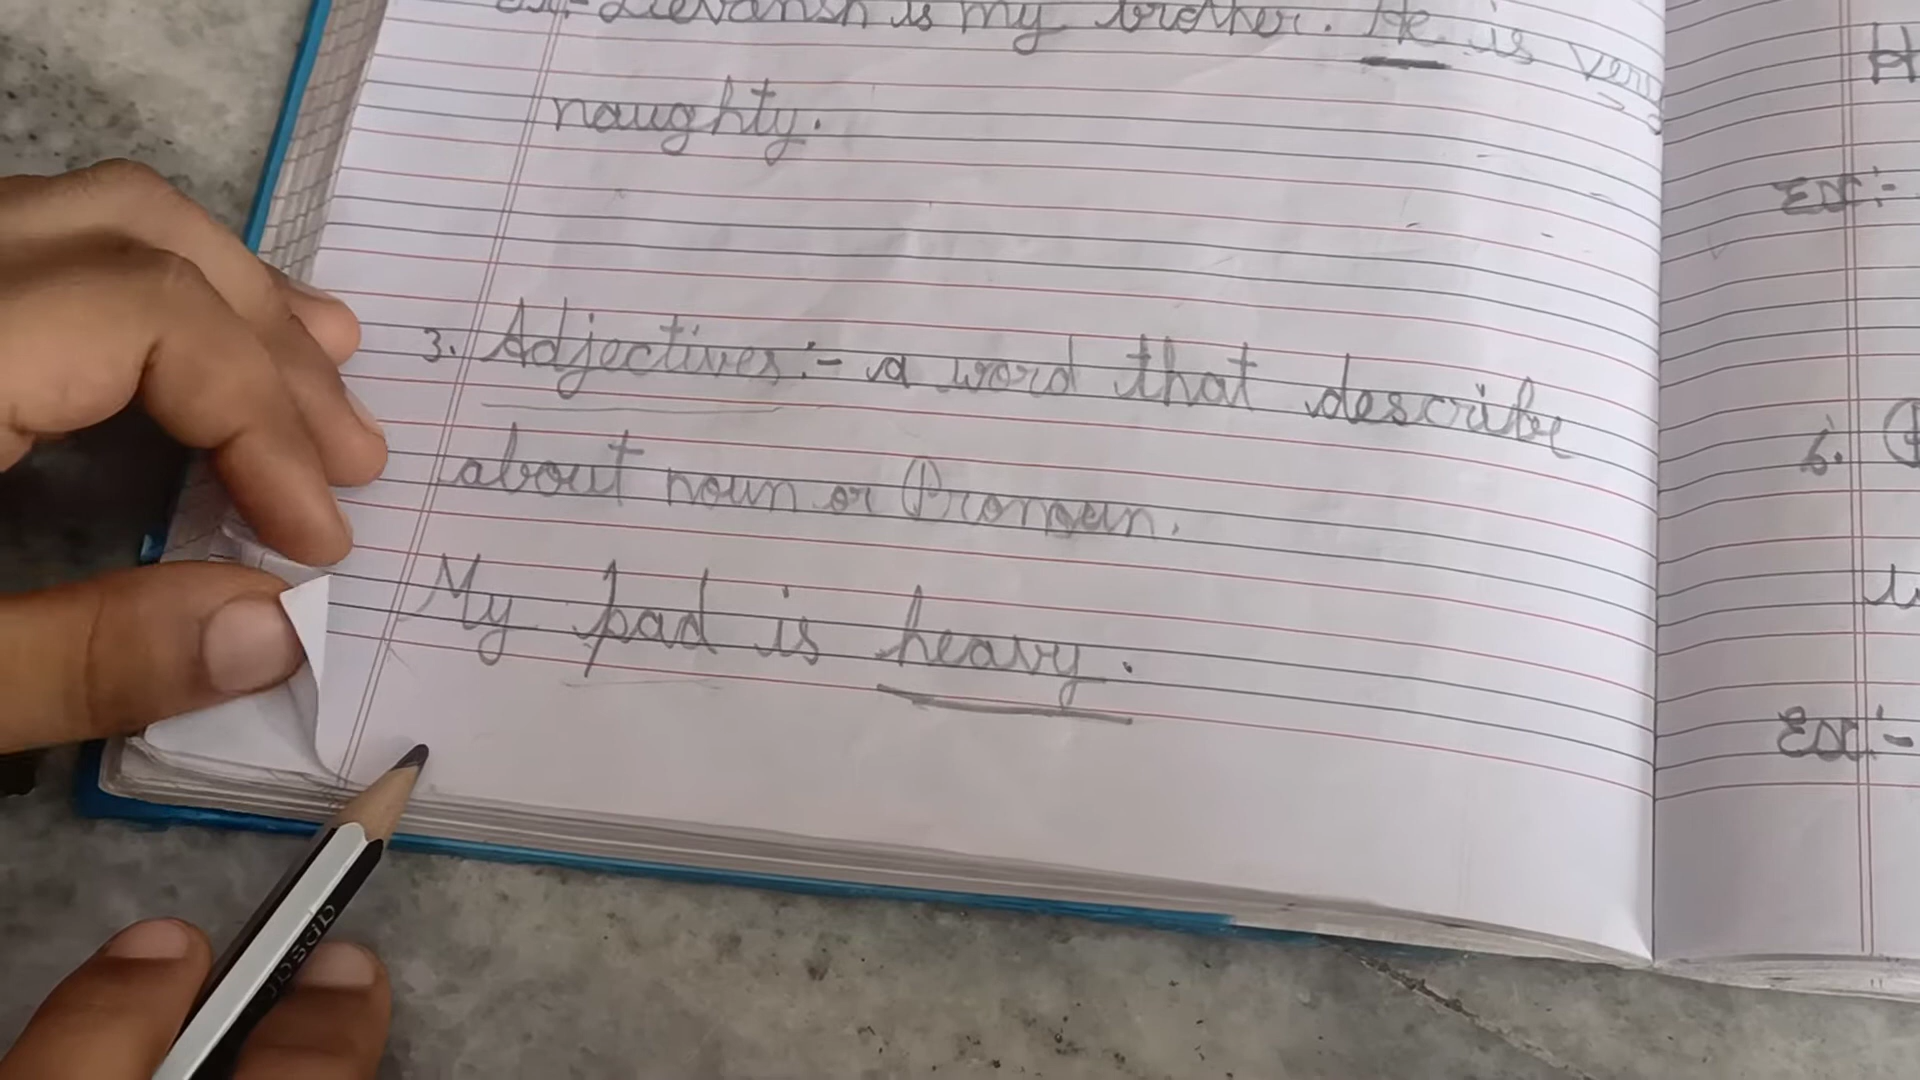 is my brother. He is very
naughty.
3. Adjectives :- a word that describe
about noun or Pronoun.
My pad is heavy.
Ex:-
6.
Ex:-